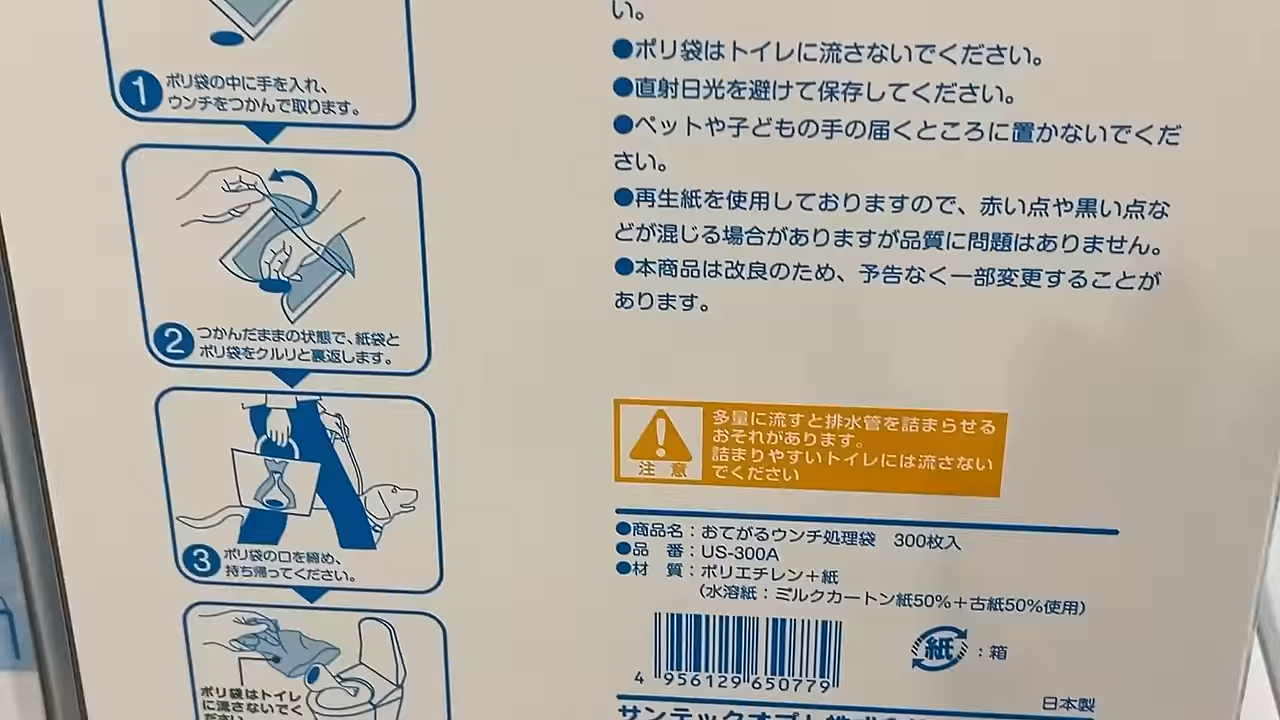 1
ポリ袋の中に手を入れ、
ウンチをつかんで取ります。
2
つかんだままの状態で、紙袋と
ポリ袋をクルリと裏返します。
3
ポリ袋の口を締め、
持ち帰ってください。
ポリ袋はトイレ
に流さないでく
ださい。
い。
●ポリ袋はトイレに流さないでください。
●直射日光を避けて保存してください。
●ペットや子どもの手の届くところに置かないでくだ
さい。
●再生紙を使用しておりますので、赤い点や黒い点な
どが混じる場合がありますが品質に問題はありません。
●本商品は改良のため、予告なく一部変更することが
あります。
注 意
多量に流すと排水管を詰まらせる
おそれがあります。
詰まりやすいトイレには流さない
でください
●商品名：おてがるウンチ処理袋 300枚入
●品 番：US-300A
●材 質：ポリエチレン＋紙
（水溶紙：ミルクカートン紙50％＋古紙50％使用）
4 956129 650779
紙：箱
日本製
サンテックオプト株式会社